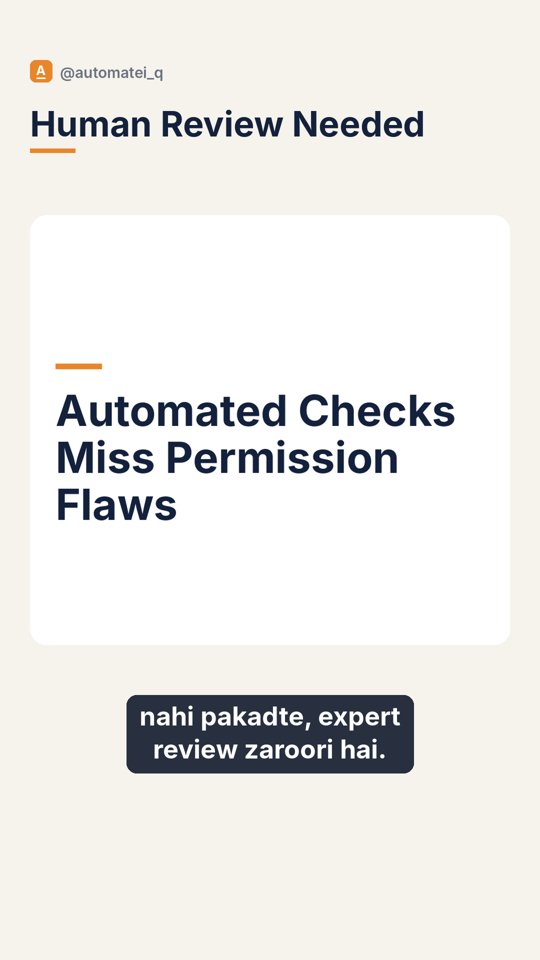 A
@automatei_q
Human Review Needed
Automated Checks
Miss Permission
Flaws
nahi pakadte, expert
review zaroori hai.